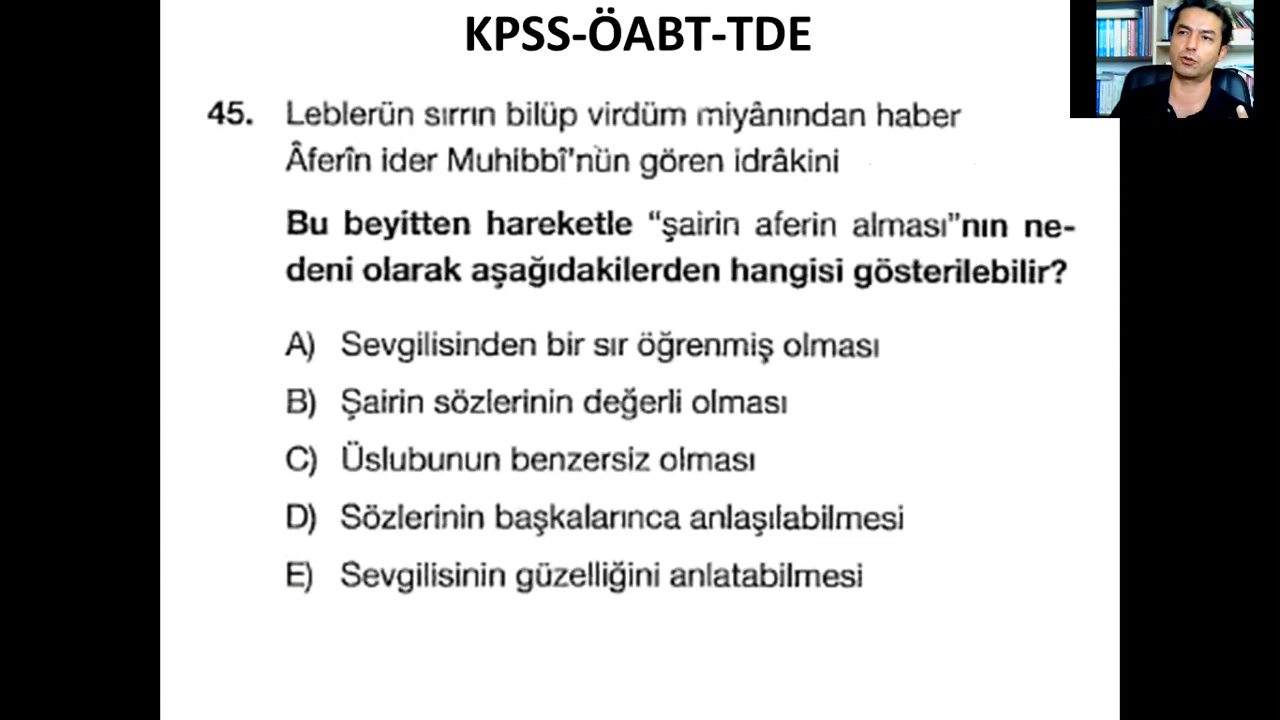 KPSS-ÖABT-TDE
45. Leblerün sırrın bilüp virdüm miyânından haber
Âferîn ider Muhibbî'nün gören idrâkini
Bu beyitten hareketle "şairin aferin alması"nın ne-
deni olarak aşağıdakilerden hangisi gösterilebilir?
A) Sevgilisinden bir sır öğrenmiş olması
B) Şairin sözlerinin değerli olması
C) Üslubunun benzersiz olması
D) Sözlerinin başkalarınca anlaşılabilmesi
E) Sevgilisinin güzelliğini anlatabilmesi